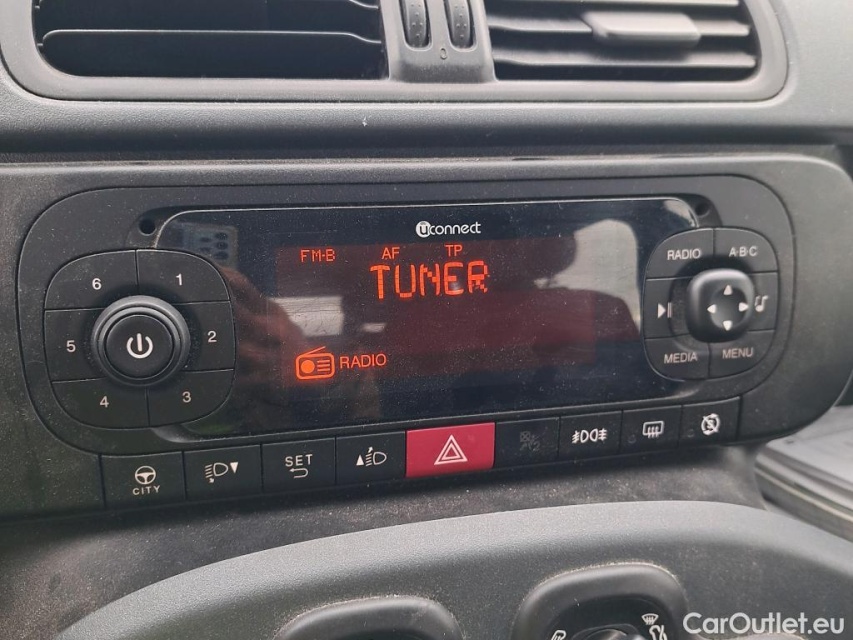 0
uconnect
FM-B AF TP
TUNER
RADIO
6 1
5 2
4 3
RADIO A·B·C
MEDIA MENU
CITY
SET
CarOutlet.eu